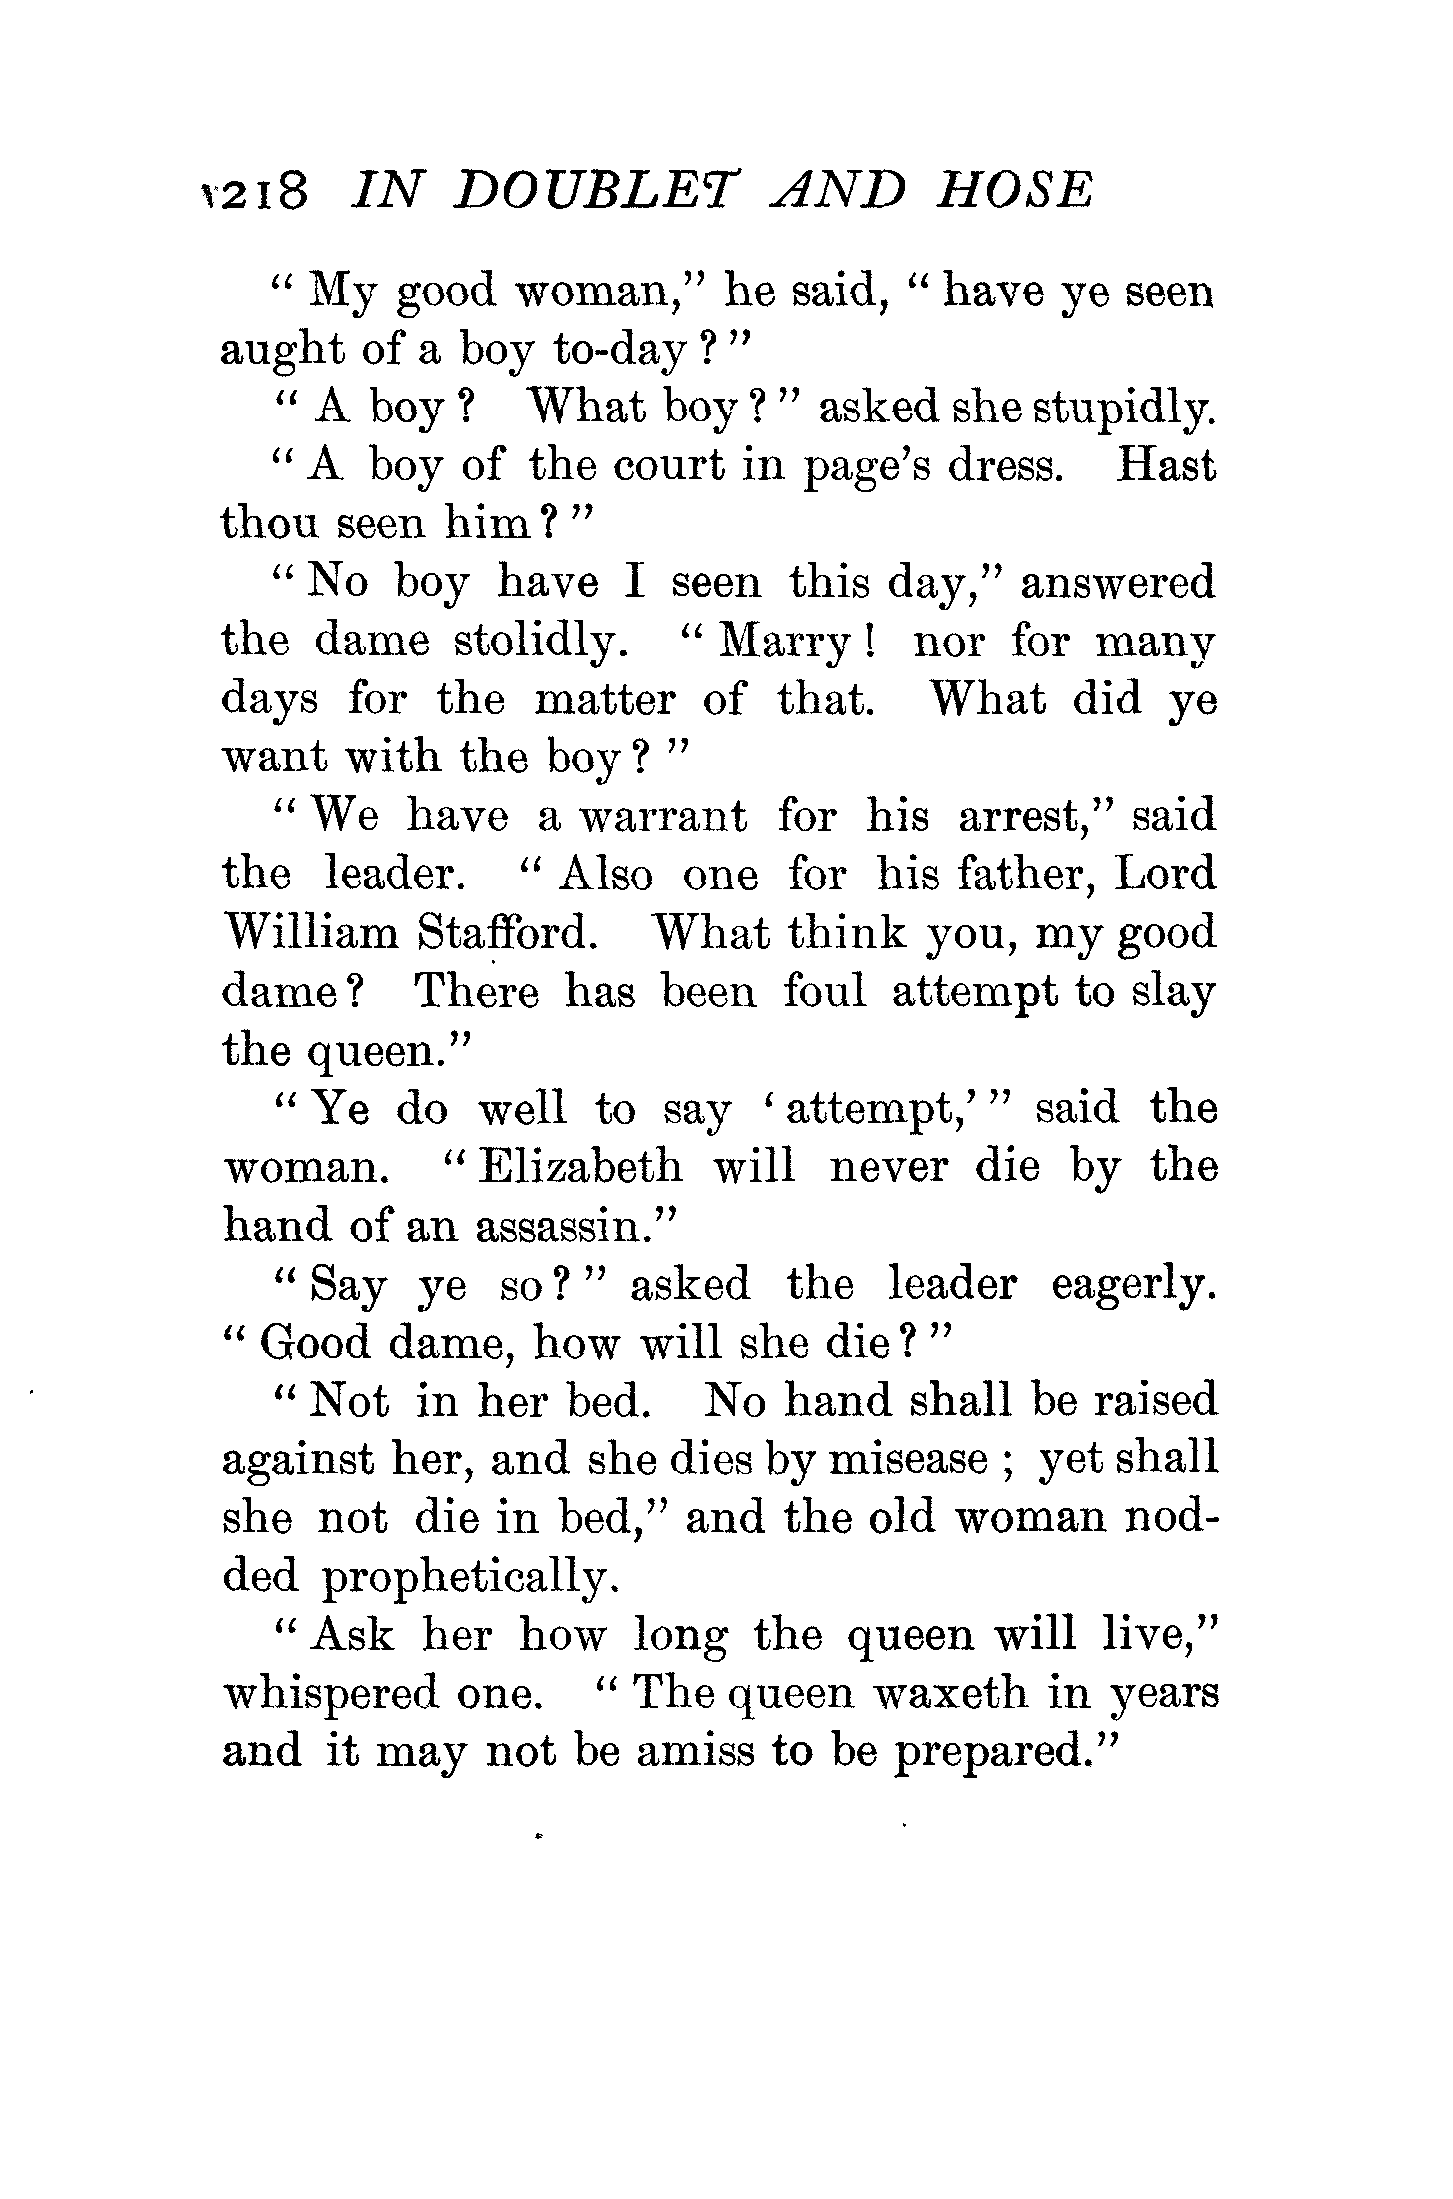 218 IN DOUBLET AND HOSE
“ My good woman,” he said, “ have ye seen
aught of a boy to-day ? ”
“ A boy ? What boy ? ” asked she stupidly.
“ A boy of the court in page’s dress. Hast
thou seen him ? ”
“ No boy have I seen this day,” answered
the dame stolidly. “ Marry ! nor for many
days for the matter of that. What did ye
want with the boy ? ”
“ We have a warrant for his arrest,” said
the leader. “ Also one for his father, Lord
William Stafford. What think you, my good
dame ? There has been foul attempt to slay
the queen.”
“ Ye do well to say ‘ attempt,’ ” said the
woman. “ Elizabeth will never die by the
hand of an assassin.”
“ Say ye so ? ” asked the leader eagerly.
“ Good dame, how will she die ? ”
“ Not in her bed. No hand shall be raised
against her, and she dies by misease ; yet shall
she not die in bed,” and the old woman nod-
ded prophetically.
“ Ask her how long the queen will live,”
whispered one. “ The queen waxeth in years
and it may not be amiss to be prepared.”